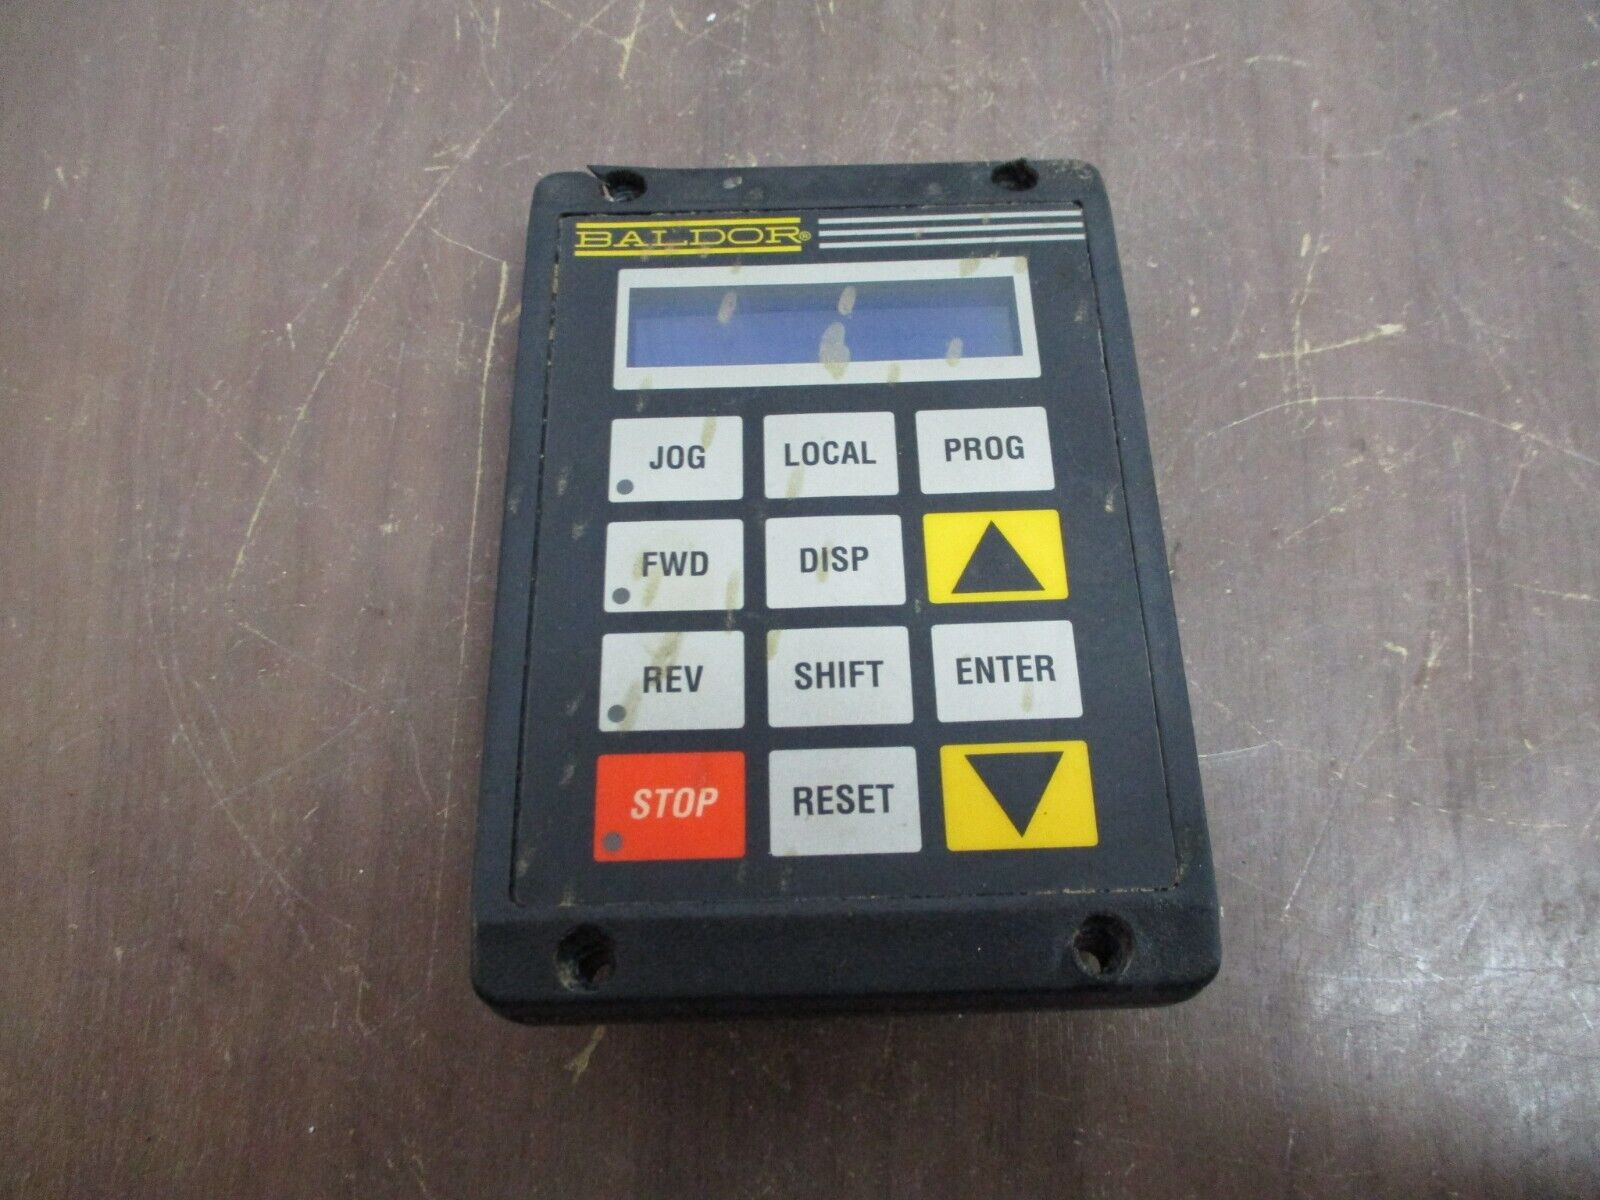 BALDOR®
JOG LOCAL PROG
FWD DISP
REV SHIFT ENTER
STOP RESET